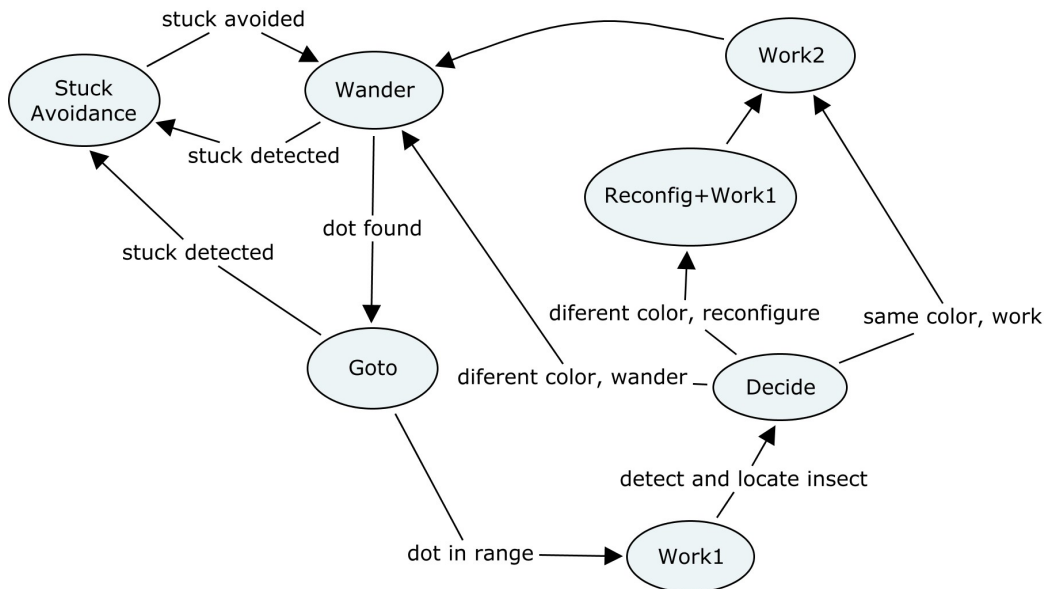 stuck avoided
Work2
Stuck
Avoidance
Wander
stuck detected
Reconfig+Work1
dot found
stuck detected
diferent color, reconfigure
same color, work
Goto
diferent color, wander
Decide
detect and locate insect
dot in range
Work1